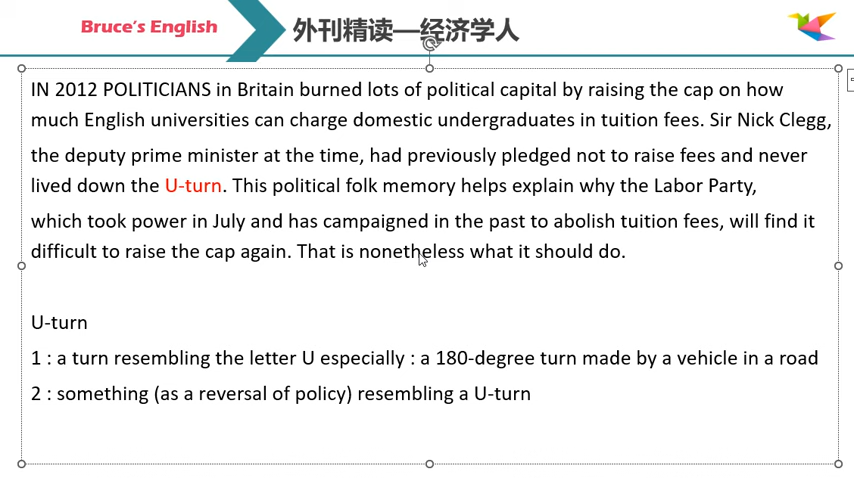 Bruce's English
外刊精读—经济学人
IN 2012 POLITICIANS in Britain burned lots of political capital by raising the cap on how
much English universities can charge domestic undergraduates in tuition fees. Sir Nick Clegg,
the deputy prime minister at the time, had previously pledged not to raise fees and never
lived down the U-turn. This political folk memory helps explain why the Labor Party,
which took power in July and has campaigned in the past to abolish tuition fees, will find it
difficult to raise the cap again. That is nonetheless what it should do.
U-turn
1 : a turn resembling the letter U especially : a 180-degree turn made by a vehicle in a road
2 : something (as a reversal of policy) resembling a U-turn